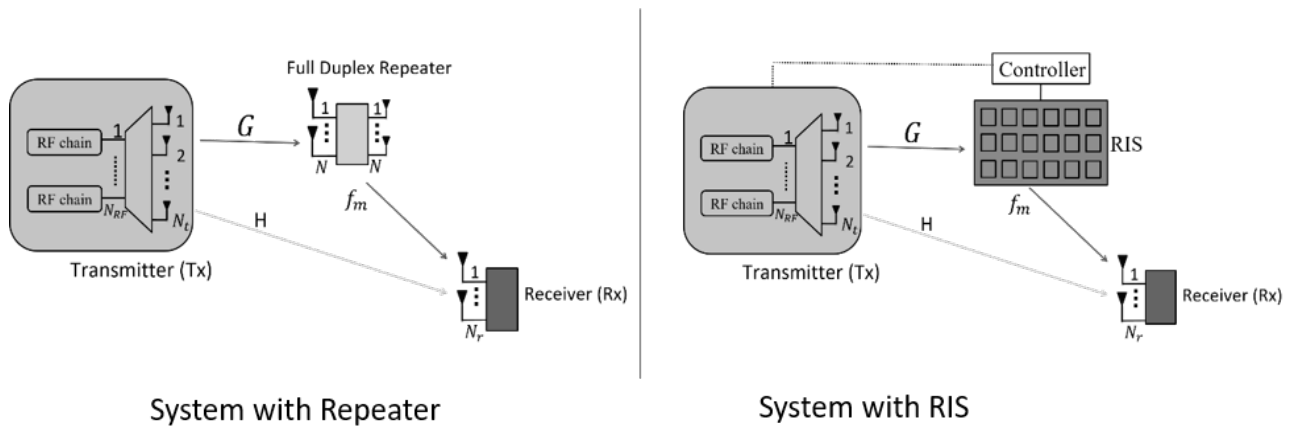 Full Duplex Repeater
RF chain
1
1
2
RF chain
N_RF
N_t
Transmitter (Tx)
G
1
1
N
N
f_m
H
1
N_r
Receiver (Rx)
System with Repeater
Controller
RF chain
1
1
2
RF chain
N_RF
N_t
Transmitter (Tx)
G
RIS
f_m
H
1
N_r
Receiver (Rx)
System with RIS